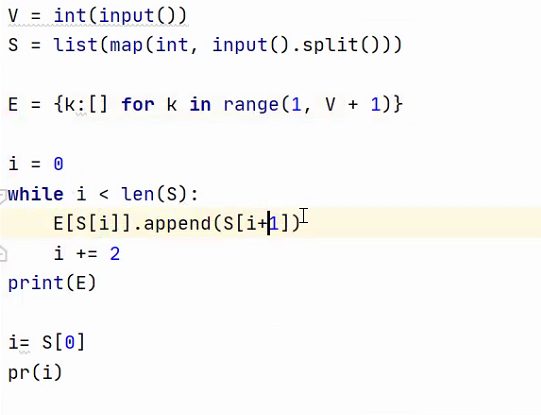 V = int(input())
S = list(map(int, input().split()))
E = {k:[] for k in range(1, V + 1)}
i = 0
while i < len(S):
    E[S[i]].append(S[i+1])
    i += 2
print(E)
i= S[0]
pr(i)